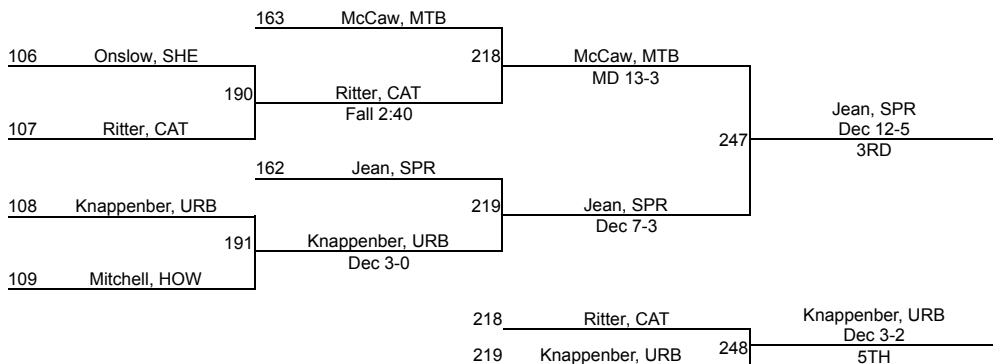 163 McCaw, MTB
106 Onslow, SHE
218 McCaw, MTB
MD 13-3
190 Ritter, CAT
Fall 2:40
107 Ritter, CAT
Jean, SPR
Dec 12-5
247
3RD
162 Jean, SPR
108 Knappenber, URB
219 Jean, SPR
Dec 7-3
191 Knappenber, URB
Dec 3-0
109 Mitchell, HOW
218 Ritter, CAT
Knappenber, URB
Dec 3-2
219 Knappenber, URB
248
5TH